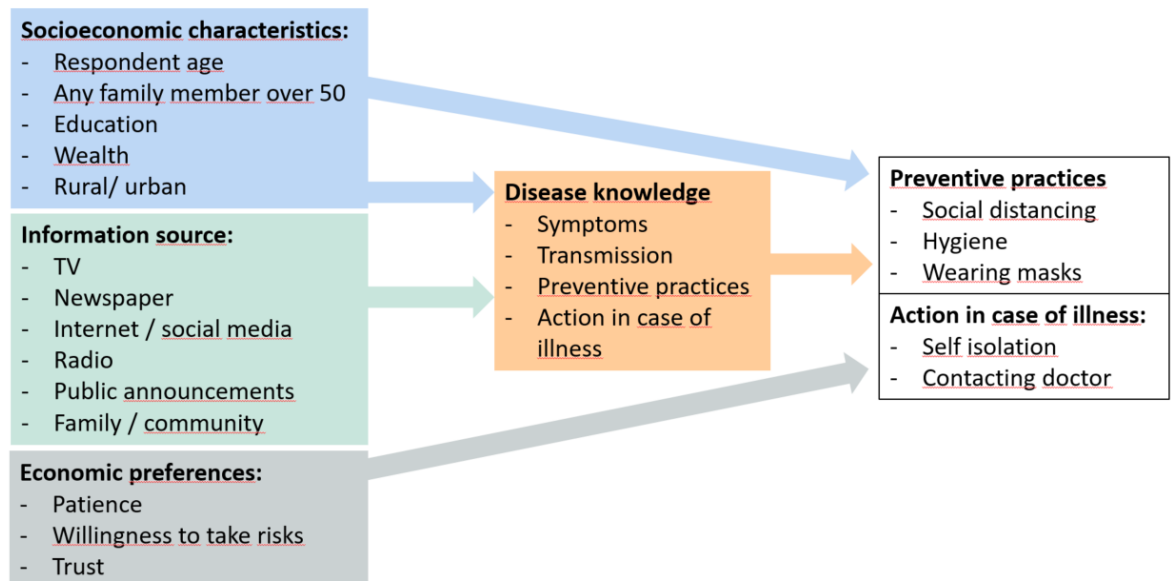 Socioeconomic characteristics:
- Respondent age
- Any family member over 50
- Education
- Wealth
- Rural/ urban
Information source:
- TV
- Newspaper
- Internet / social media
- Radio
- Public announcements
- Family / community
Economic preferences:
- Patience
- Willingness to take risks
- Trust
Disease knowledge
- Symptoms
- Transmission
- Preventive practices
- Action in case of
illness
Preventive practices
- Social distancing
- Hygiene
- Wearing masks
Action in case of illness:
- Self isolation
- Contacting doctor